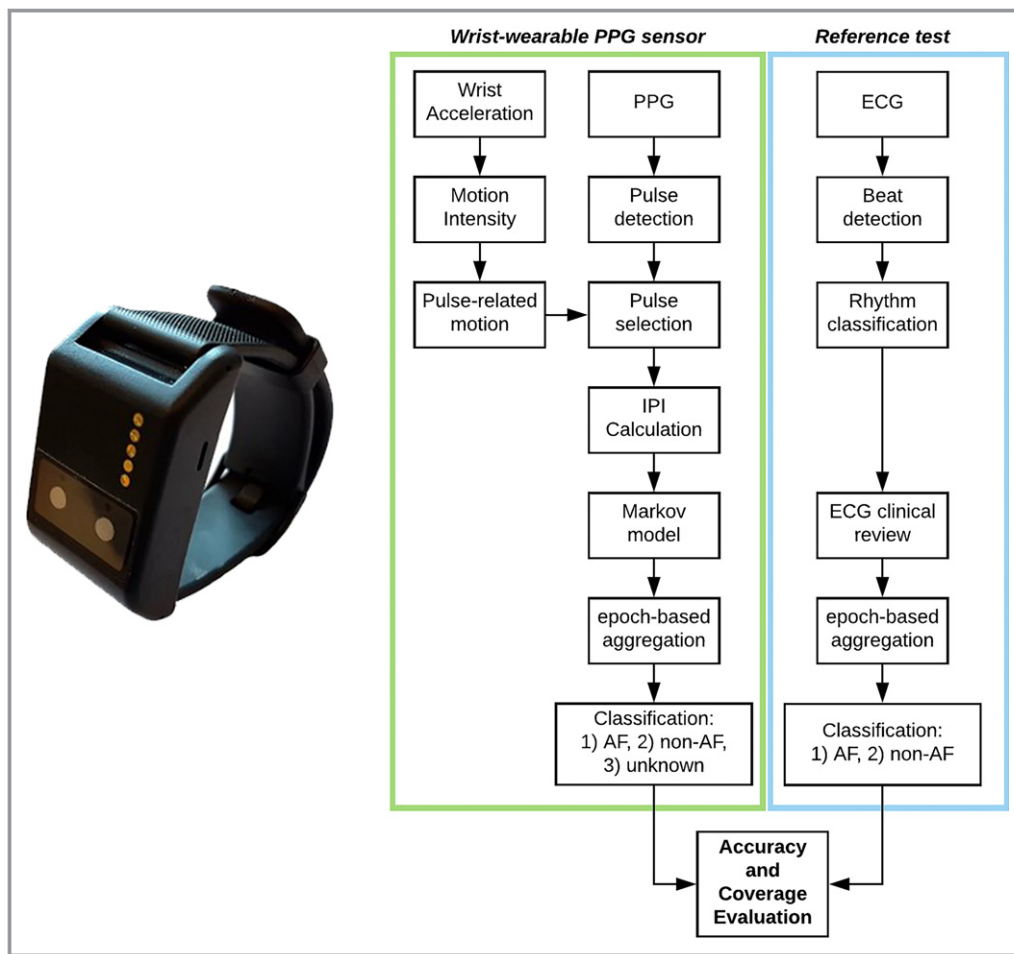 Wrist-wearable PPG sensor
Wrist
Acceleration
Motion
Intensity
Pulse-related
motion
PPG
Pulse
detection
Pulse
selection
IPI
Calculation
Markov
model
epoch-based
aggregation
Classification:
1) AF, 2) non-AF,
3) unknown
Reference test
ECG
Beat
detection
Rhythm
classification
ECG clinical
review
epoch-based
aggregation
Classification:
1) AF, 2) non-AF
Accuracy
and
Coverage
Evaluation